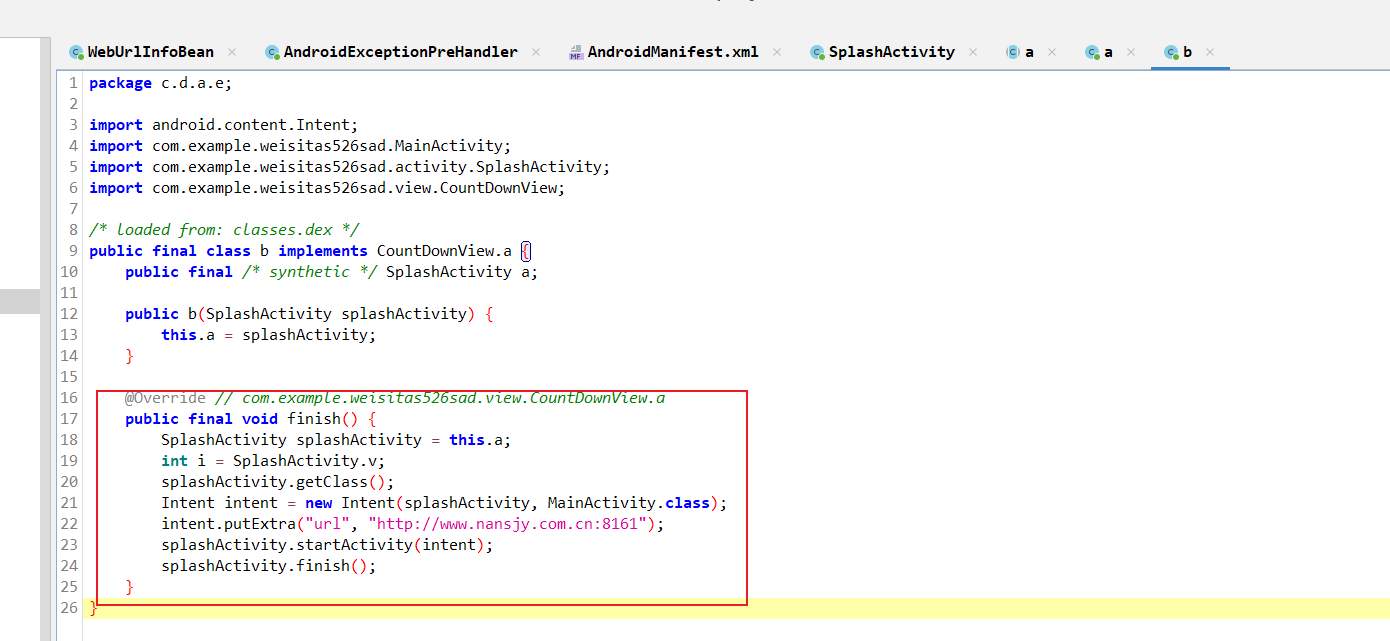 WebUrlInfoBean × AndroidExceptionPreHandler × MF AndroidManifest.xml × SplashActivity × a × a × b ×
1 package c.d.a.e;
2
3 import android.content.Intent;
4 import com.example.weisitas526sad.MainActivity;
5 import com.example.weisitas526sad.activity.SplashActivity;
6 import com.example.weisitas526sad.view.CountDownView;
7
8 /* loaded from: classes.dex */
9 public final class b implements CountDownView.a {
10 public final /* synthetic */ SplashActivity a;
11
12 public b(SplashActivity splashActivity) {
13 this.a = splashActivity;
14 }
15
16 @Override // com.example.weisitas526sad.view.CountDownView.a
17 public final void finish() {
18 SplashActivity splashActivity = this.a;
19 int i = SplashActivity.v;
20 splashActivity.getClass();
21 Intent intent = new Intent(splashActivity, MainActivity.class);
22 intent.putExtra("url", "http://www.nansjy.com.cn:8161");
23 splashActivity.startActivity(intent);
24 splashActivity.finish();
25 }
26 }